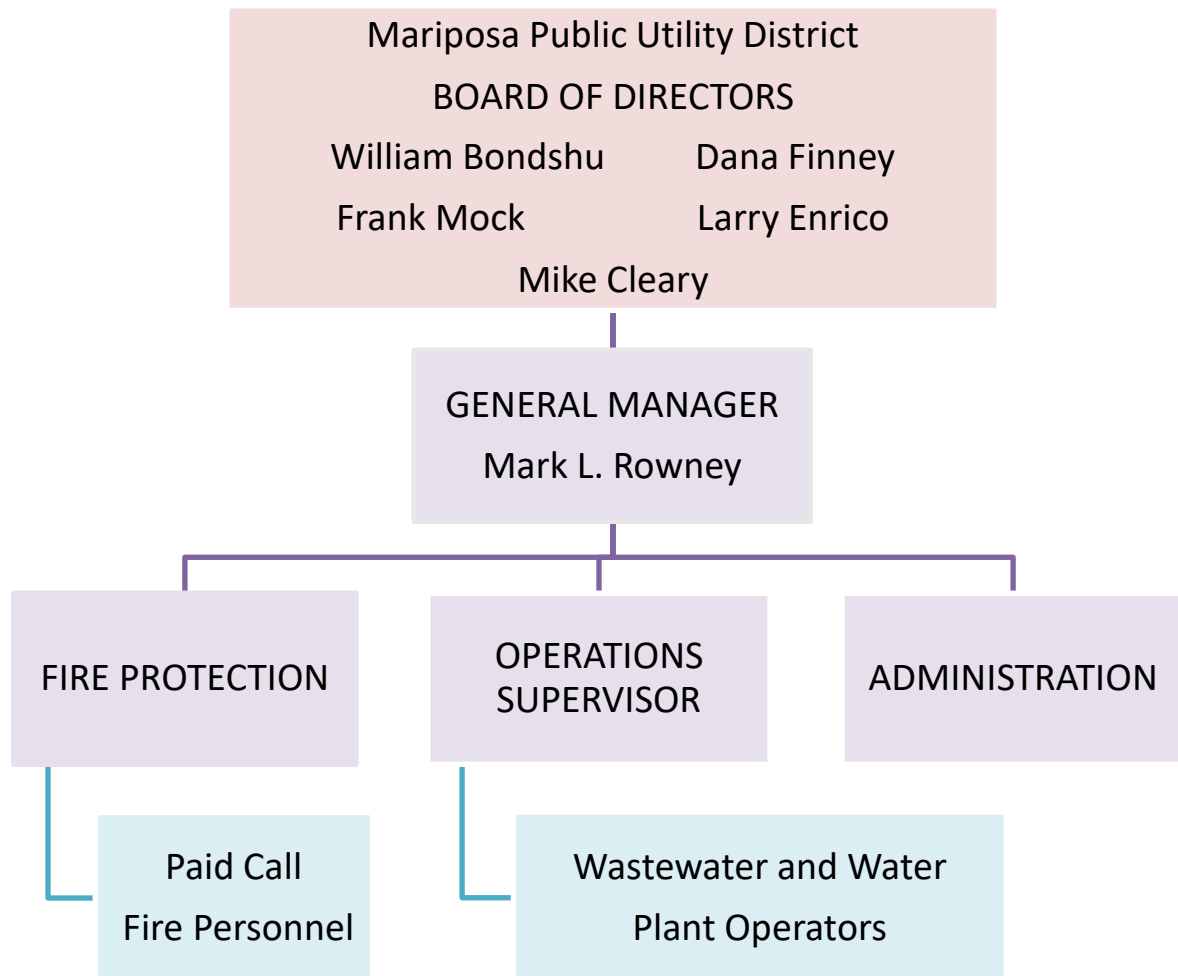 Mariposa Public Utility District
BOARD OF DIRECTORS
William Bondshu Dana Finney
Frank Mock Larry Enrico
Mike Cleary
GENERAL MANAGER
Mark L. Rowney
FIRE PROTECTION
OPERATIONS
SUPERVISOR
ADMINISTRATION
Paid Call
Fire Personnel
Wastewater and Water
Plant Operators